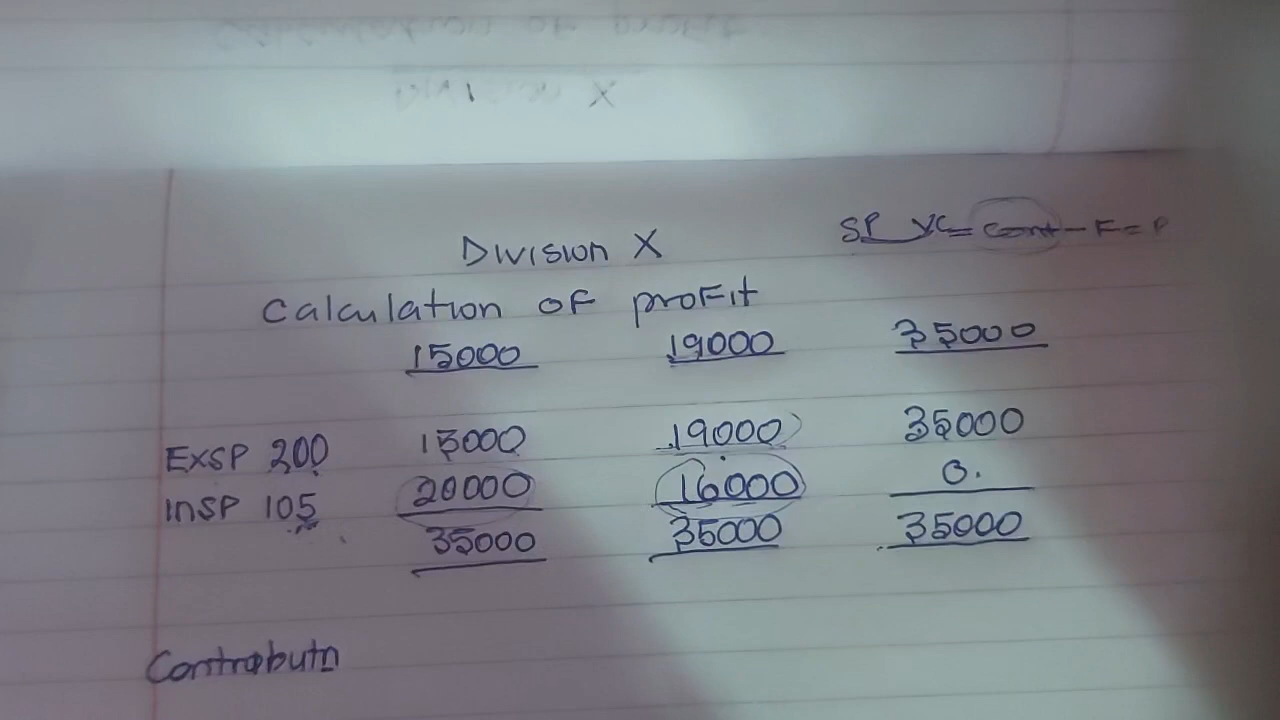 Division X
SP VC = Cont - F = P
Calculation of profit
15000 19000 35000
EXSP 200 15000 19000 35000
INSP 105 20000 16000 0.
35000 35000 35000
Contrabutn